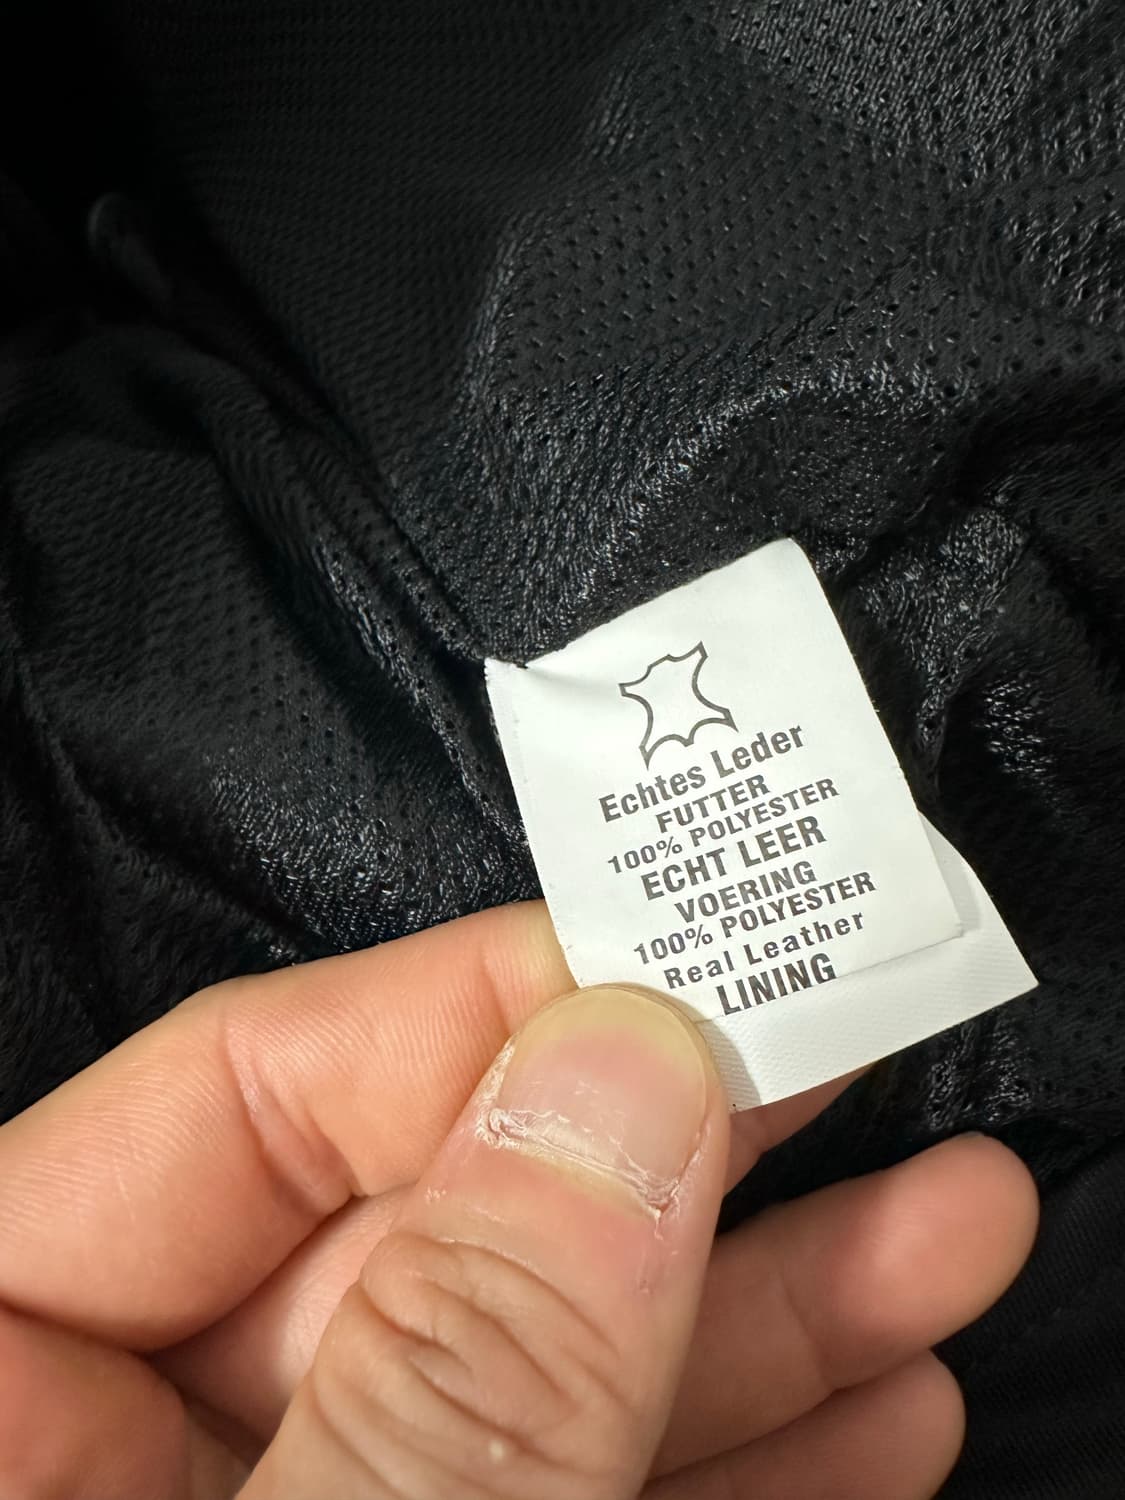 Echtes Leder
FUTTER
100% POLYESTER
ECHT LEER
VOERING
100% POLYESTER
Real Leather
LINING